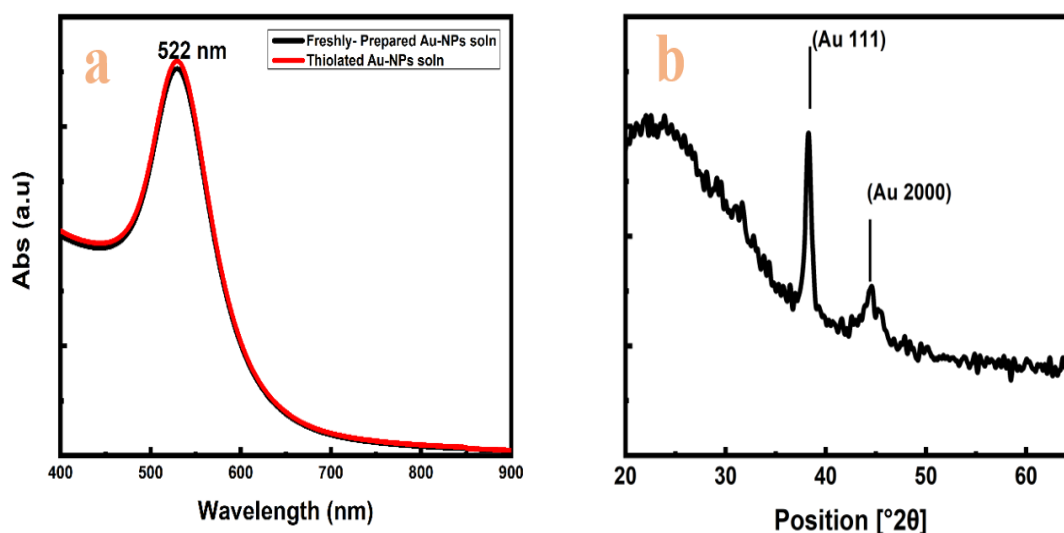 a
522 nm
Freshly- Prepared Au-NPs soln
Thiolated Au-NPs soln
Abs (a.u)
400 500 600 700 800 900
Wavelength (nm)
b
(Au 111)
(Au 2000)
20 30 40 50 60
Position [°2θ]